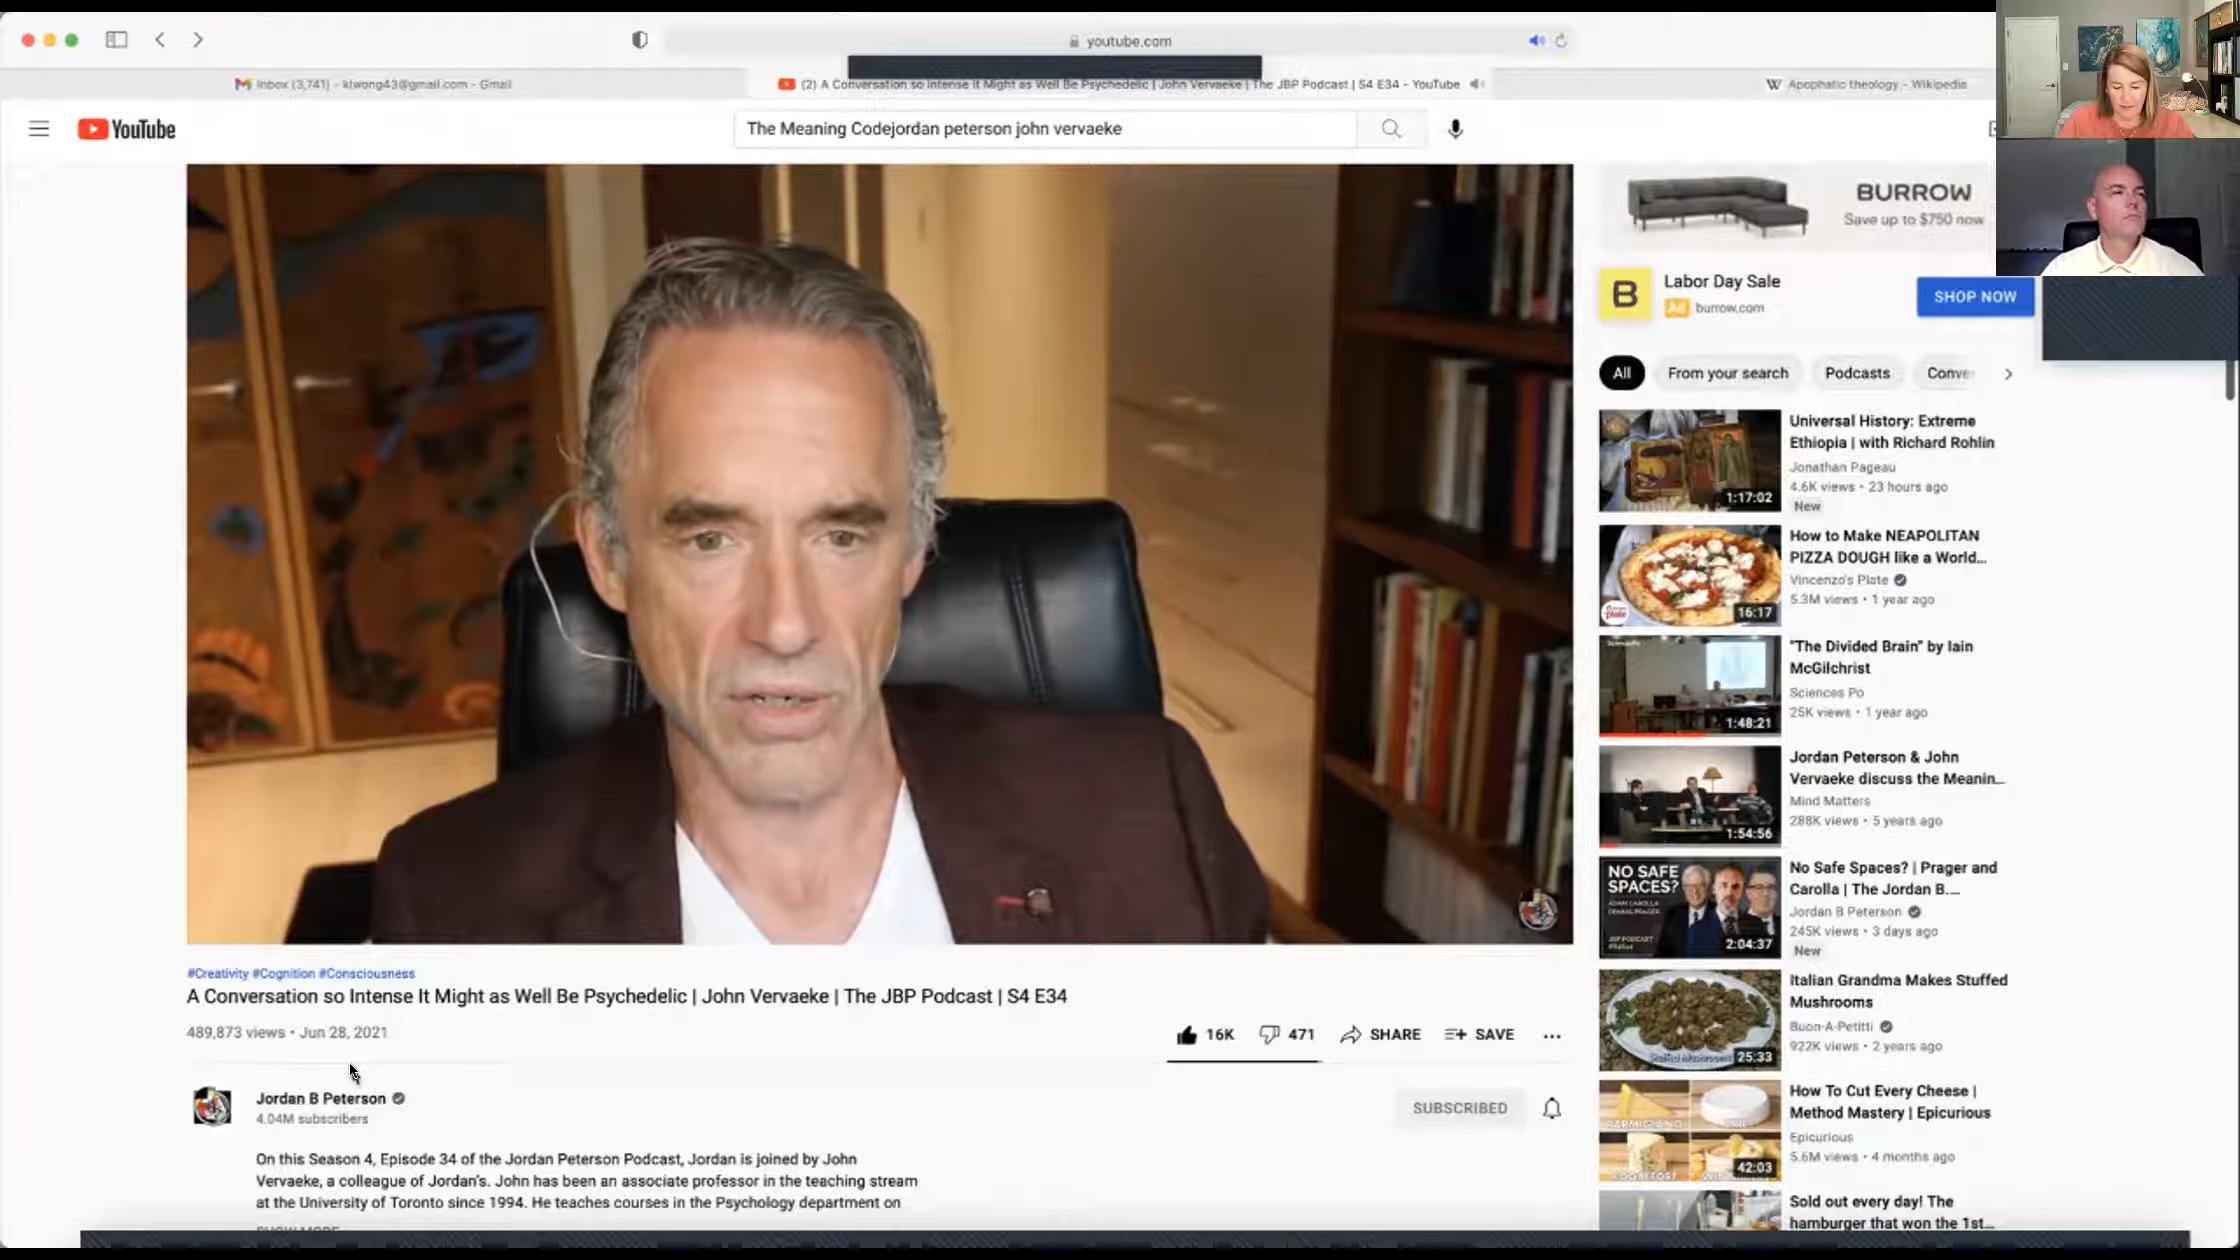 youtube.com
Inbox (3,741) - klwong43@gmail.com - Gmail
(2) A Conversation so Intense It Might as Well Be Psychedelic | John Vervaeke | The JBP Podcast | S4 E34 - YouTube
Apophatic theology - Wikipedia
YouTube
The Meaning Codejordan peterson john vervaeke
BURROW
Save up to $750 now
B
Labor Day Sale
Ad burrow.com
SHOP NOW
All
From your search
Podcasts
Conver
Universal History: Extreme
Ethiopia | with Richard Rohlin
Jonathan Pageau
4.6K views • 23 hours ago
New
1:17:02
How to Make NEAPOLITAN
PIZZA DOUGH like a World...
Vincenzo's Plate
5.3M views • 1 year ago
16:17
"The Divided Brain" by Iain
McGilchrist
Sciences Po
25K views • 1 year ago
1:48:21
Jordan Peterson & John
Vervaeke discuss the Meanin...
Mind Matters
288K views • 5 years ago
1:54:56
NO SAFE
SPACES?
ADAM CAROLLA
DENNIS PRAGER
2:04:37
No Safe Spaces? | Prager and
Carolla | The Jordan B....
Jordan B Peterson
245K views • 3 days ago
New
Italian Grandma Makes Stuffed
Mushrooms
Buon-A-Petitti
922K views • 2 years ago
Stuffed Mushrooms
25:33
How To Cut Every Cheese |
Method Mastery | Epicurious
Epicurious
5.6M views • 4 months ago
PARMIGIANO
42:03
Sold out every day! The
hamburger that won the 1st...
#Creativity #Cognition #Consciousness
A Conversation so Intense It Might as Well Be Psychedelic | John Vervaeke | The JBP Podcast | S4 E34
489,873 views • Jun 28, 2021
16K
471
SHARE
SAVE
Jordan B Peterson
4.04M subscribers
SUBSCRIBED
On this Season 4, Episode 34 of the Jordan Peterson Podcast, Jordan is joined by John
Vervaeke, a colleague of Jordan's. John has been an associate professor in the teaching stream
at the University of Toronto since 1994. He teaches courses in the Psychology department on
SHOW MORE